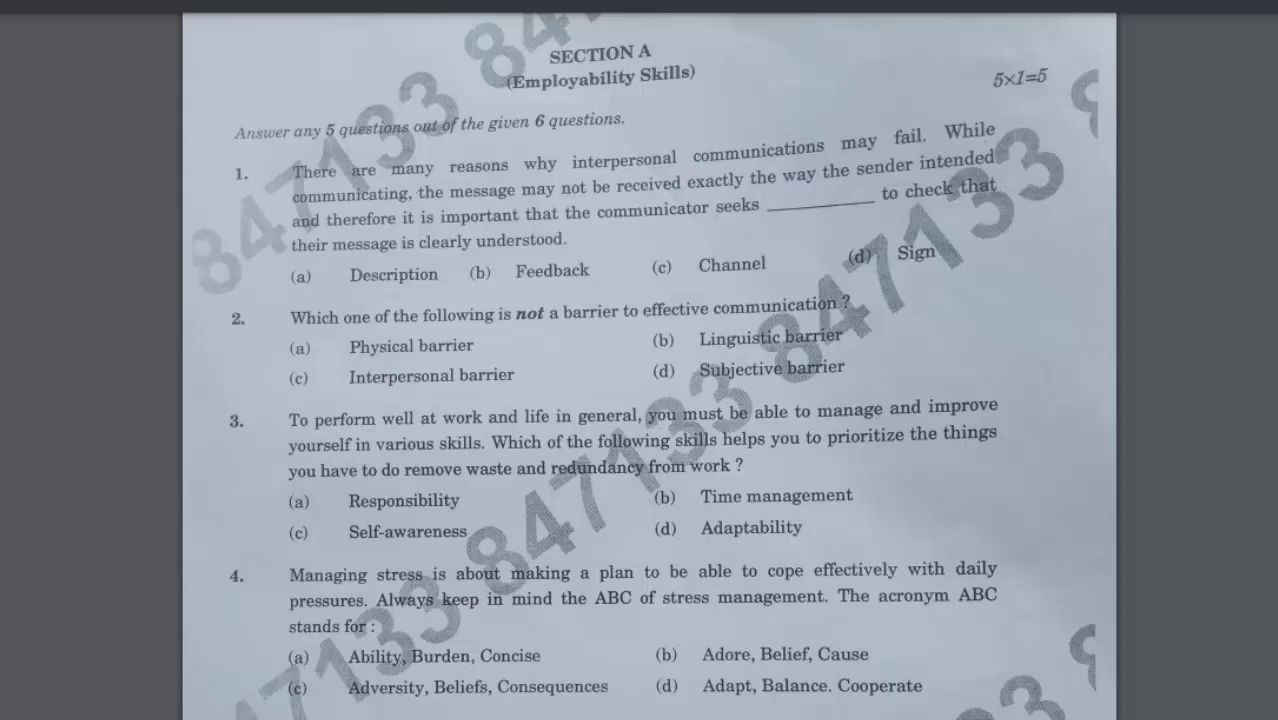 SECTION A
(Employability Skills)
5×1=5
Answer any 5 questions out of the given 6 questions.
1. There are many reasons why interpersonal communications may fail. While
communicating, the message may not be received exactly the way the sender intended
and therefore it is important that the communicator seeks __________ to check that
their message is clearly understood.
(a) Description (b) Feedback (c) Channel (d) Sign
2. Which one of the following is not a barrier to effective communication ?
(a) Physical barrier (b) Linguistic barrier
(c) Interpersonal barrier (d) Subjective barrier
3. To perform well at work and life in general, you must be able to manage and improve
yourself in various skills. Which of the following skills helps you to prioritize the things
you have to do remove waste and redundancy from work ?
(a) Responsibility (b) Time management
(c) Self-awareness (d) Adaptability
4. Managing stress is about making a plan to be able to cope effectively with daily
pressures. Always keep in mind the ABC of stress management. The acronym ABC
stands for :
(a) Ability, Burden, Concise (b) Adore, Belief, Cause
(c) Adversity, Beliefs, Consequences (d) Adapt, Balance. Cooperate
847133 847133 847133 847133